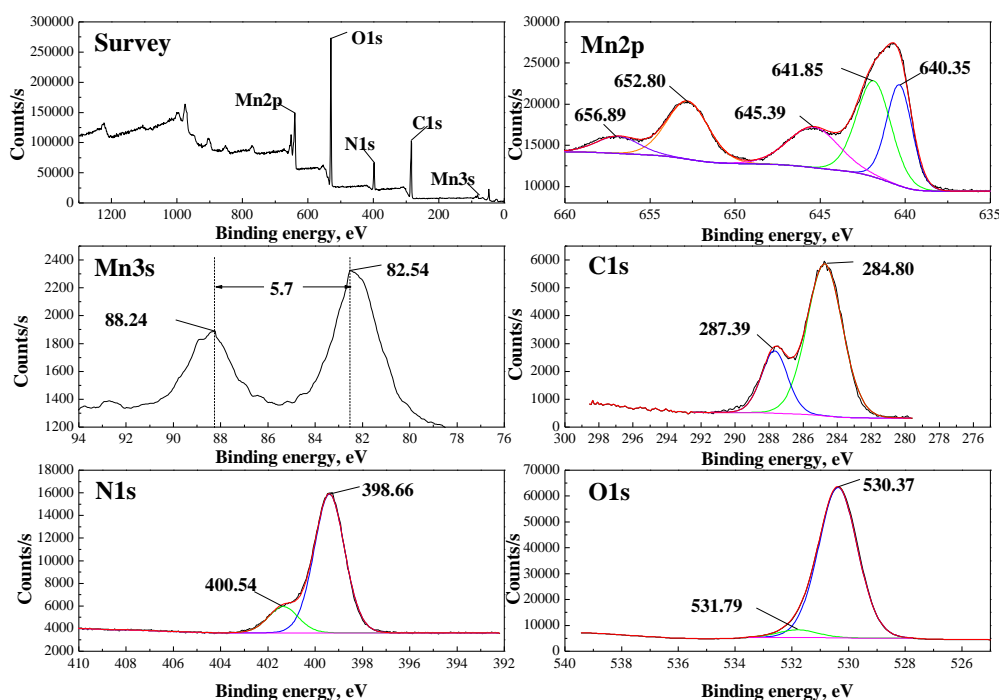 Survey
O1s
Mn2p
N1s
C1s
Mn3s
300000
250000
200000
150000
100000
50000
0
1200 1000 800 600 400 200 0
Counts/s
Binding energy, eV
Mn2p
652.80
656.89
645.39
641.85
640.35
30000
25000
20000
15000
10000
660 655 650 645 640 635
Counts/s
Binding energy, eV
Mn3s
88.24
5.7
82.54
2400
2200
2000
1800
1600
1400
1200
94 92 90 88 86 84 82 80 78 76
Counts/s
Binding energy, eV
C1s
284.80
287.39
6000
5000
4000
3000
2000
1000
0
300 298 296 294 292 290 288 286 284 282 280 278 276
Counts/s
Binding energy, eV
N1s
398.66
400.54
18000
16000
14000
12000
10000
8000
6000
4000
2000
410 408 406 404 402 400 398 396 394 392
Counts/s
Binding energy, eV
O1s
530.37
531.79
70000
60000
50000
40000
30000
20000
10000
0
540 538 536 534 532 530 528 526
Counts/s
Binding energy, eV